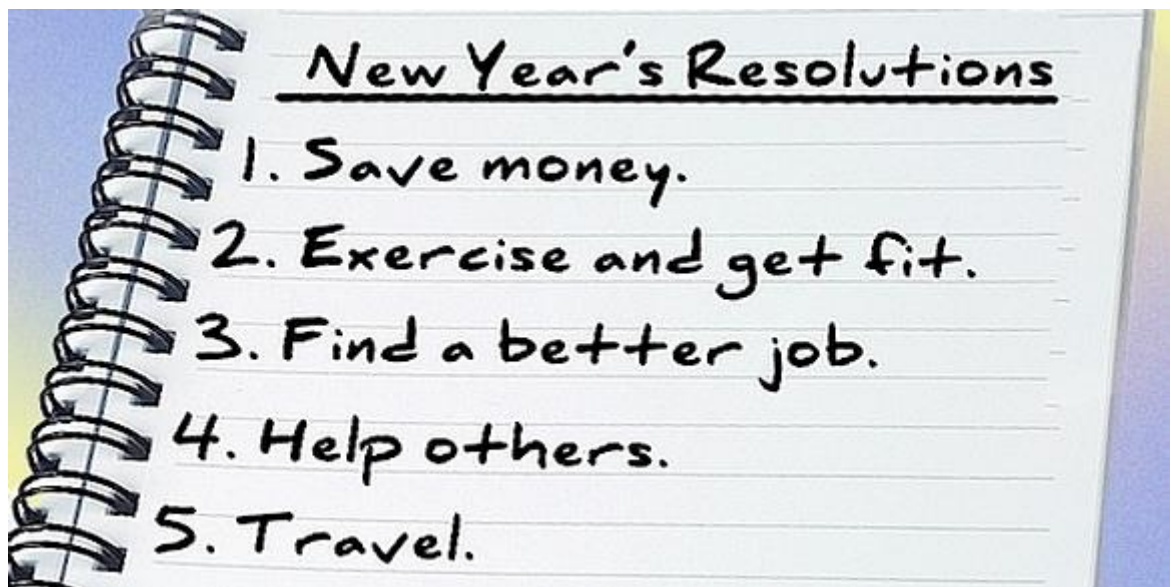 New Year's Resolutions
1. Save money.
2. Exercise and get fit.
3. Find a better job.
4. Help others.
5. Travel.